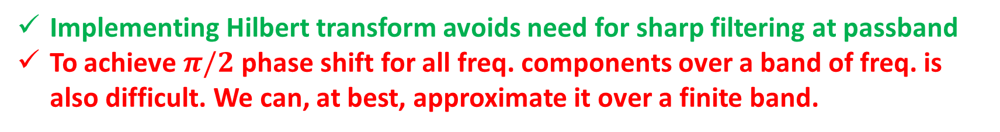 ✓ Implementing Hilbert transform avoids need for sharp filtering at passband
✓ To achieve π/2 phase shift for all freq. components over a band of freq. is
also difficult. We can, at best, approximate it over a finite band.